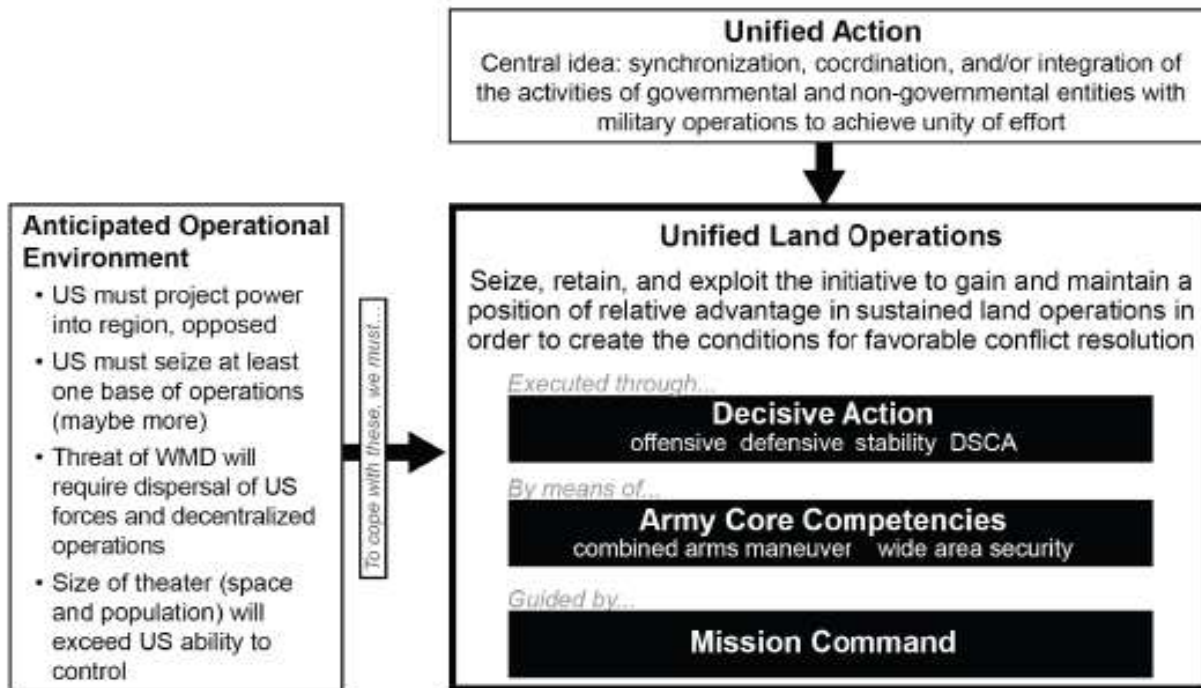 Unified Action
Central idea: synchronization, coordination, and/or integration of
the activities of governmental and non-governmental entities with
military operations to achieve unity of effort
Anticipated Operational
Environment
• US must project power
into region, opposed
• US must seize at least
one base of operations
(maybe more)
• Threat of WMD will
require dispersal of US
forces and decentralized
operations
• Size of theater (space
and population) will
exceed US ability to
control
To cope with these, we must...
Unified Land Operations
Seize, retain, and exploit the initiative to gain and maintain a
position of relative advantage in sustained land operations in
order to create the conditions for favorable conflict resolution
Executed through...
Decisive Action
offensive defensive stability DSCA
By means of...
Army Core Competencies
combined arms maneuver wide area security
Guided by...
Mission Command